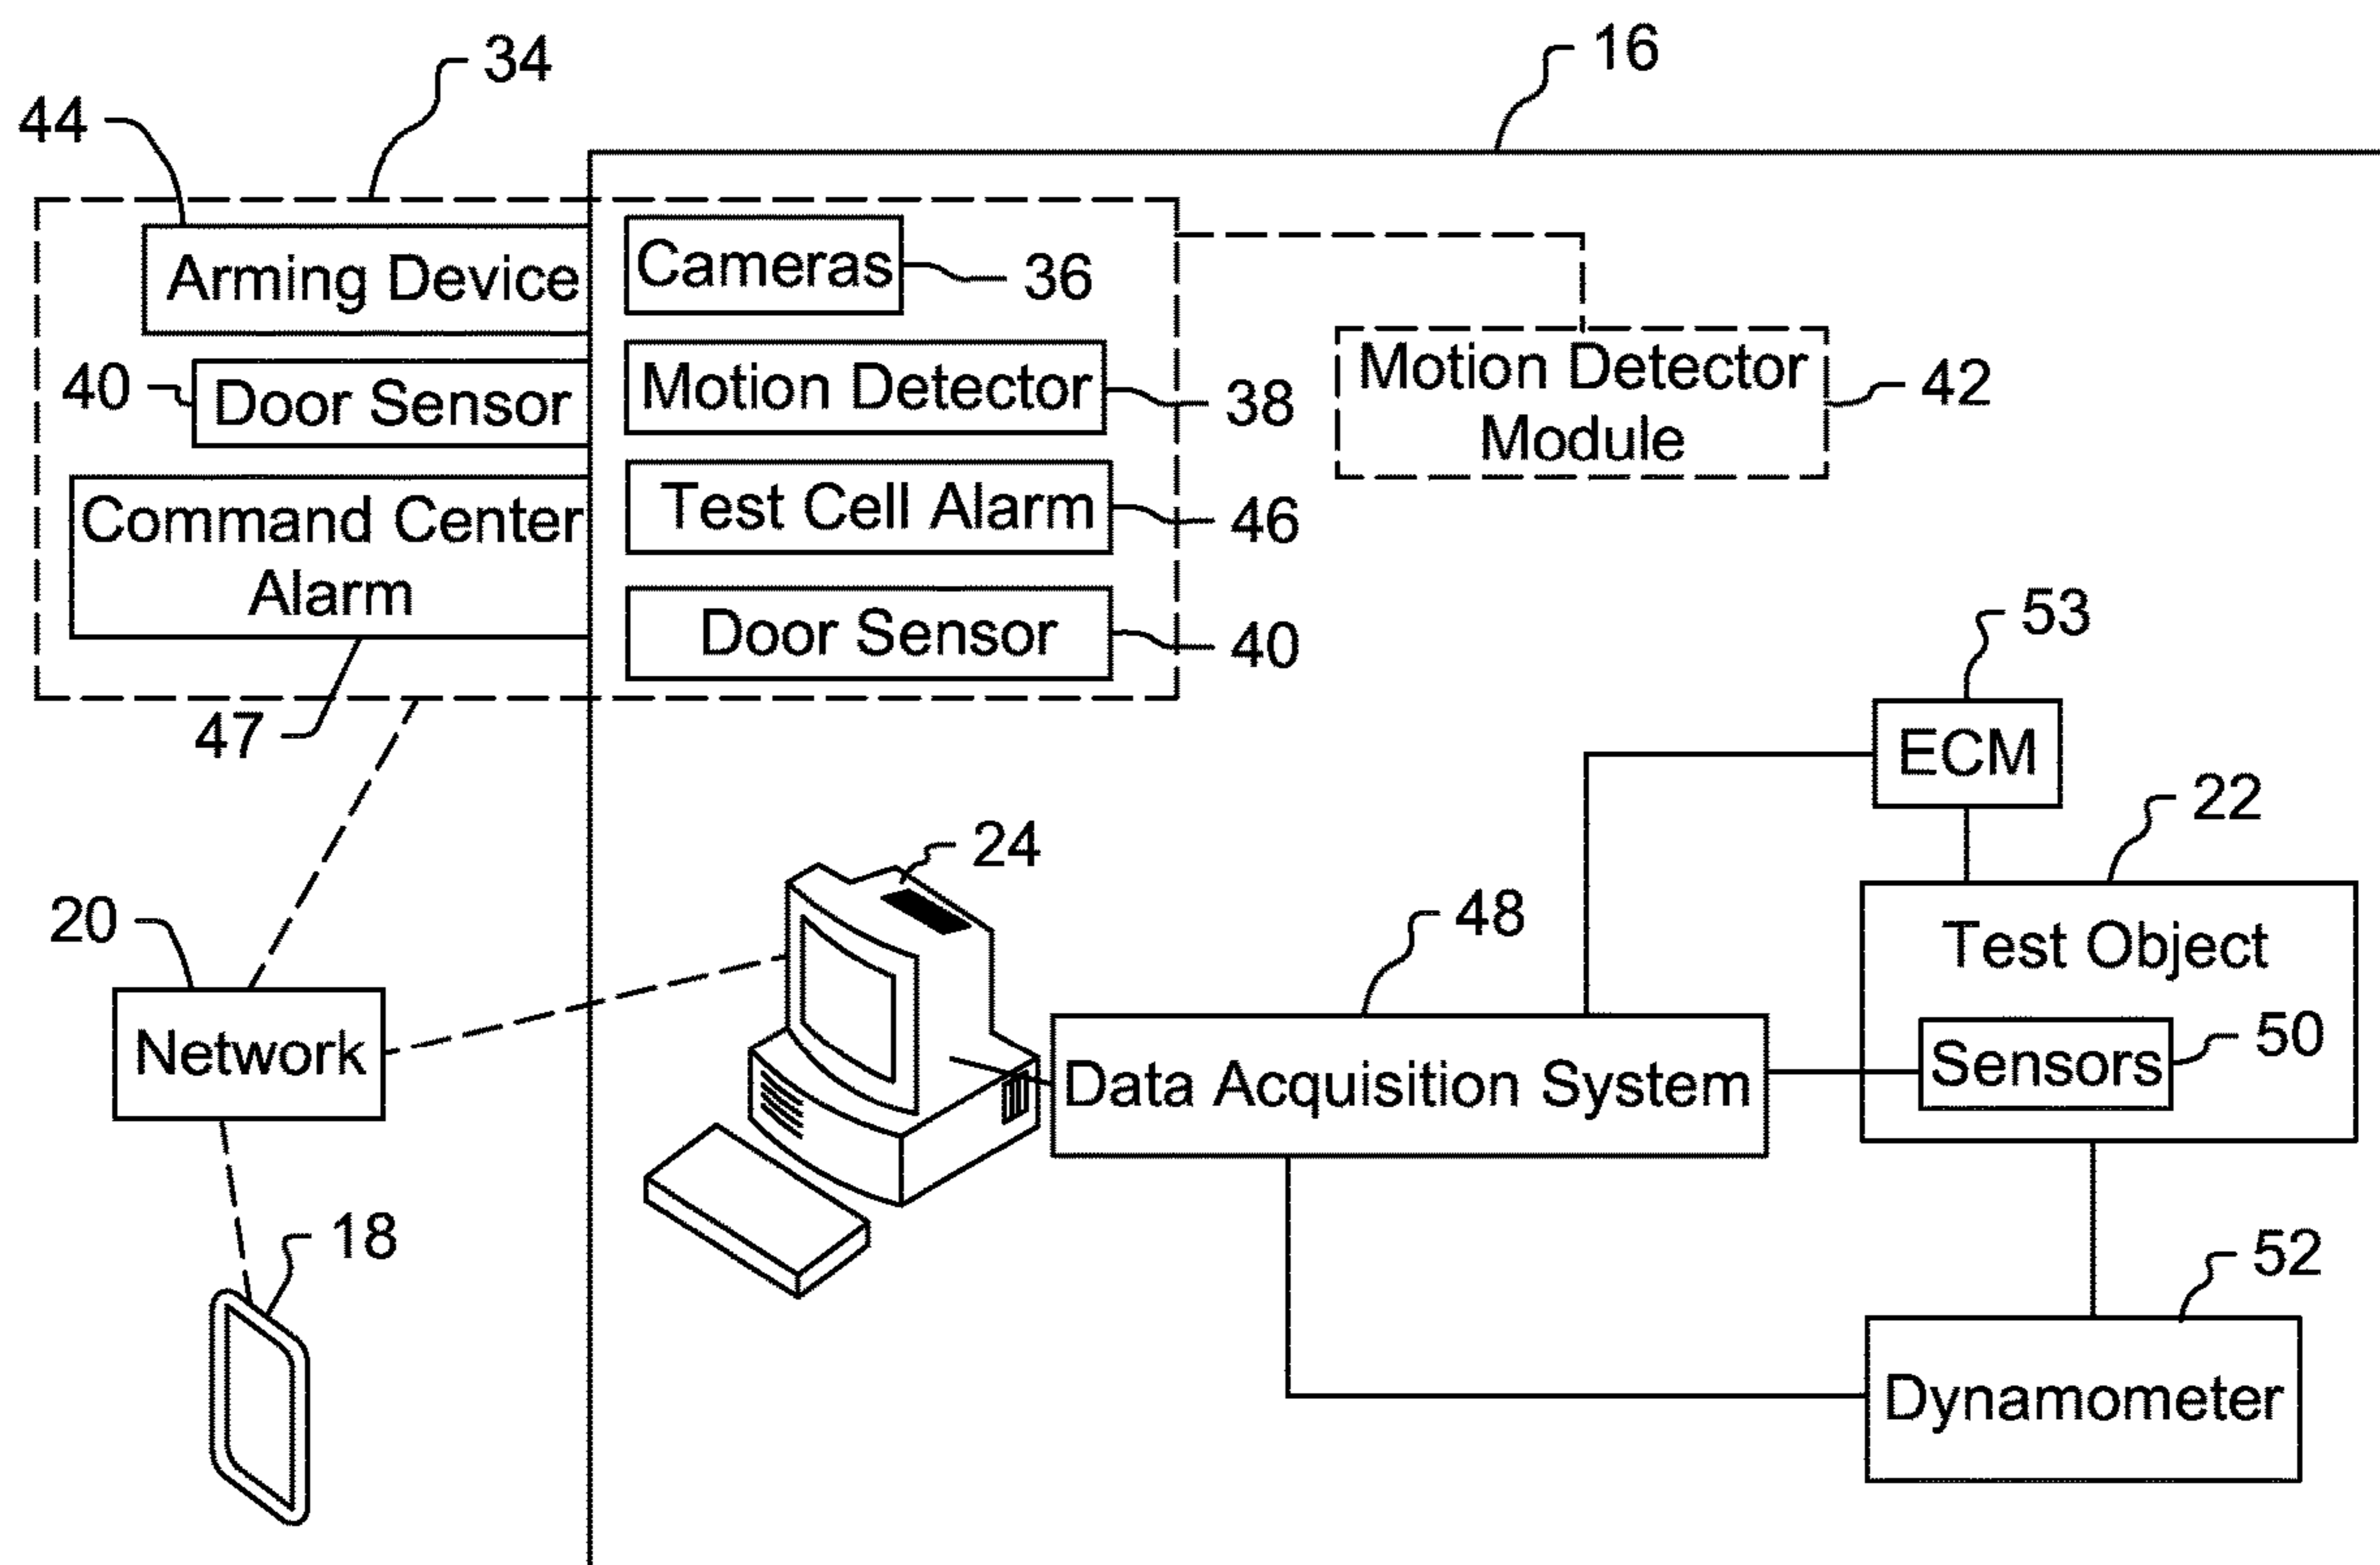 16
34
44
Arming Device
Cameras
36
40
Door Sensor
Motion Detector
38
Motion Detector
Module
42
Command Center
Alarm
Test Cell Alarm
46
Door Sensor
40
47
53
ECM
22
24
20
48
Test Object
Network
Data Acquisition System
Sensors
50
18
52
Dynamometer